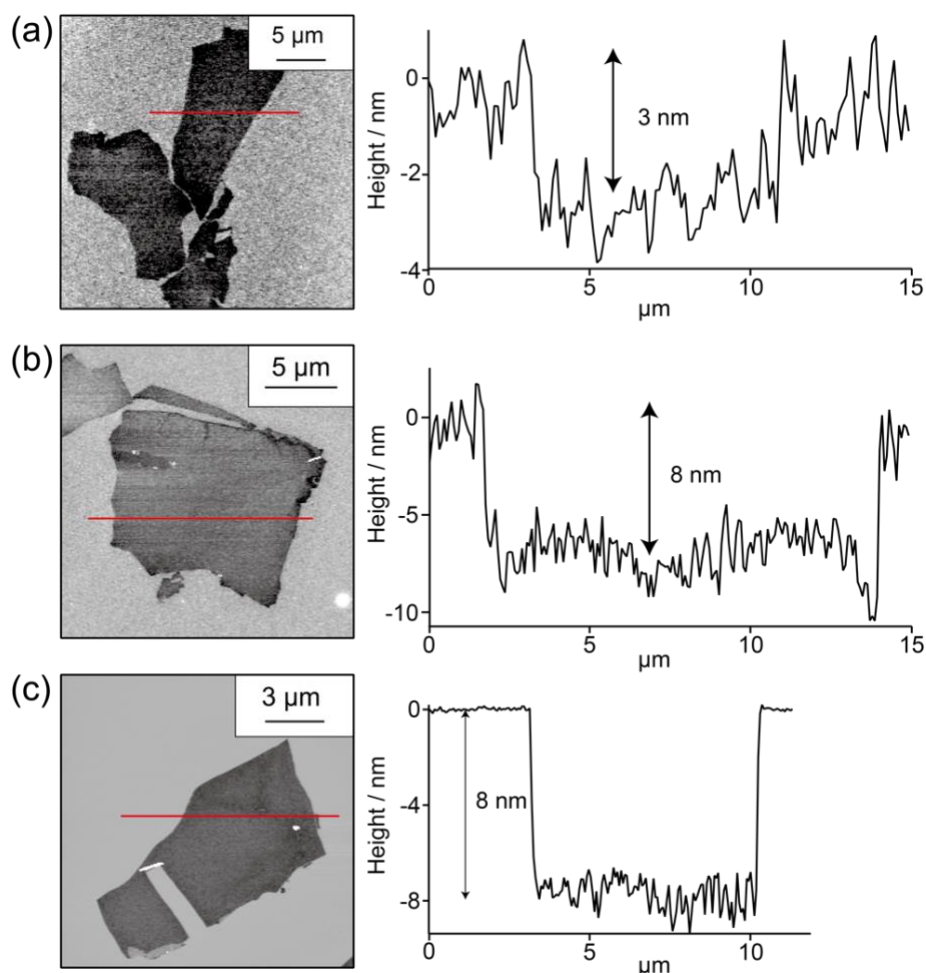 (a)
5 µm
Height / nm
0
-2
-4
3 nm
0
5
10
15
µm
(b)
5 µm
Height / nm
0
-5
-10
8 nm
0
5
10
15
µm
(c)
3 µm
Height / nm
0
-4
-8
8 nm
0
5
10
µm